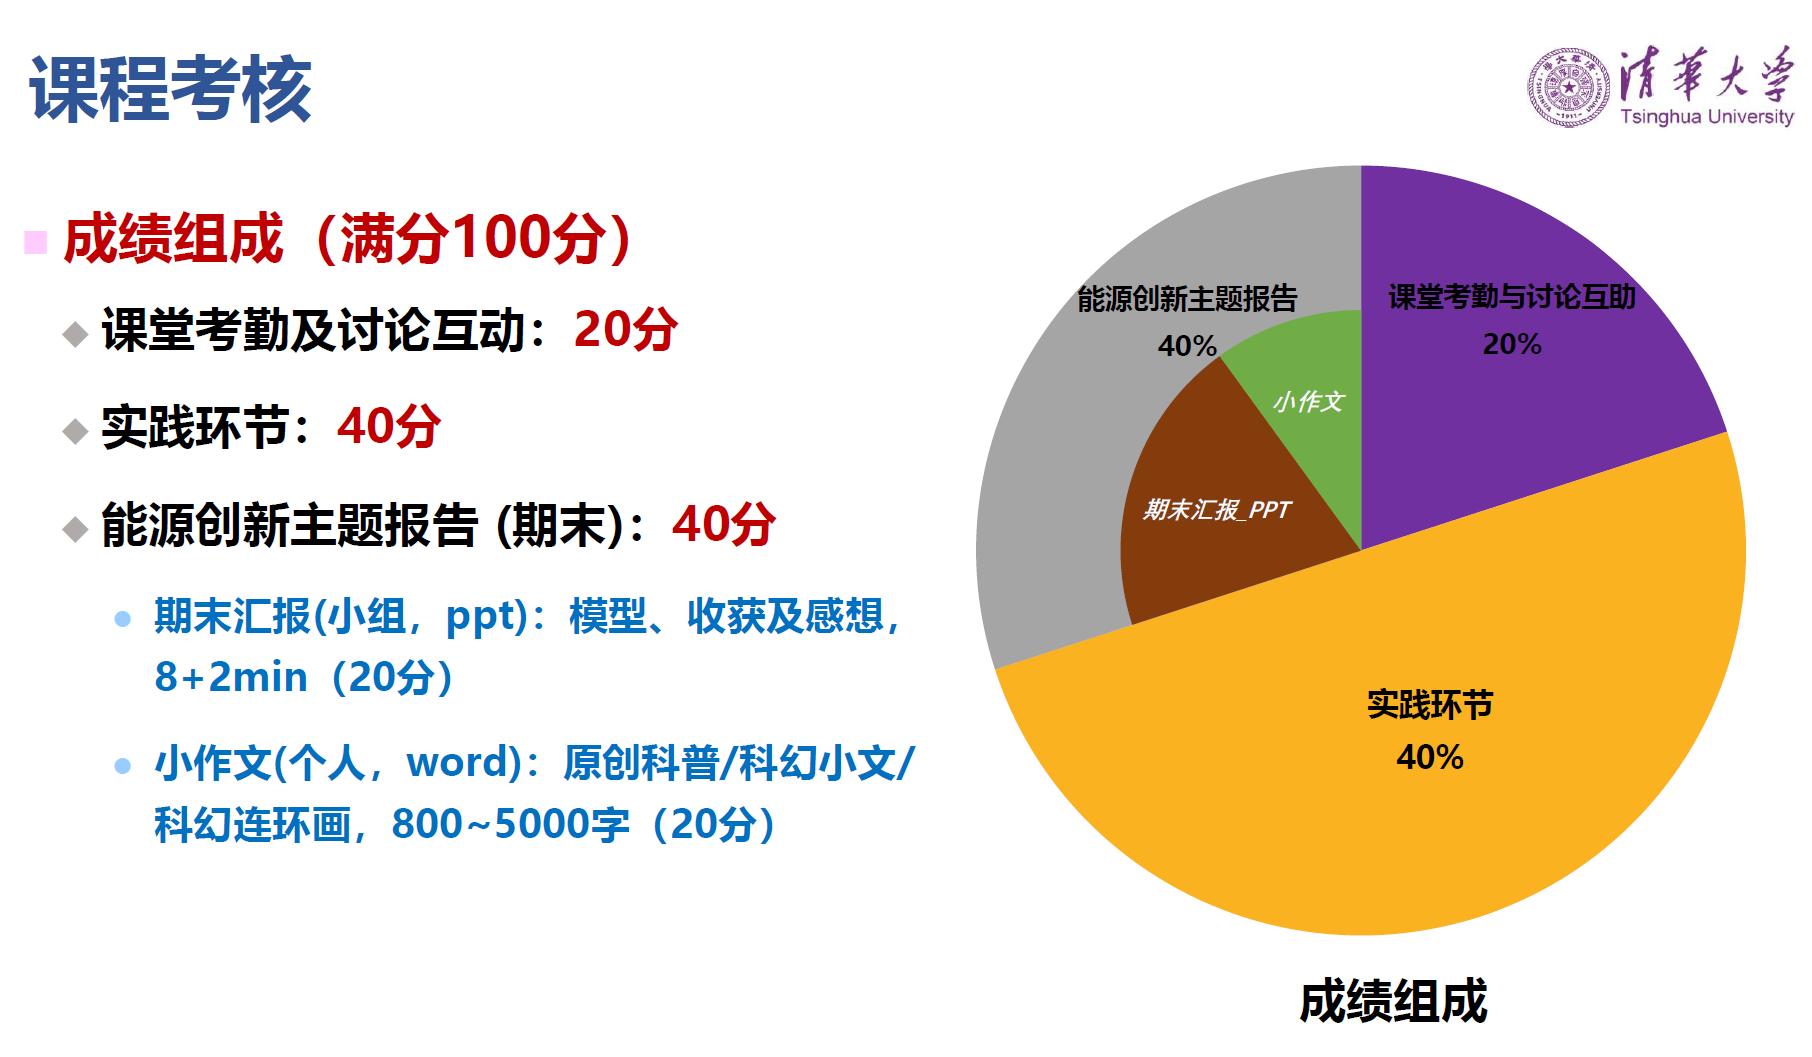 课程考核
清华大学
Tsinghua University
成绩组成（满分100分）
课堂考勤及讨论互动：20分
实践环节：40分
能源创新主题报告 (期末)：40分
期末汇报(小组，ppt)：模型、收获及感想，
8+2min（20分）
小作文(个人，word)：原创科普/科幻小文/
科幻连环画，800~5000字（20分）
能源创新主题报告
40%
课堂考勤与讨论互助
20%
小作文
期末汇报_PPT
实践环节
40%
成绩组成